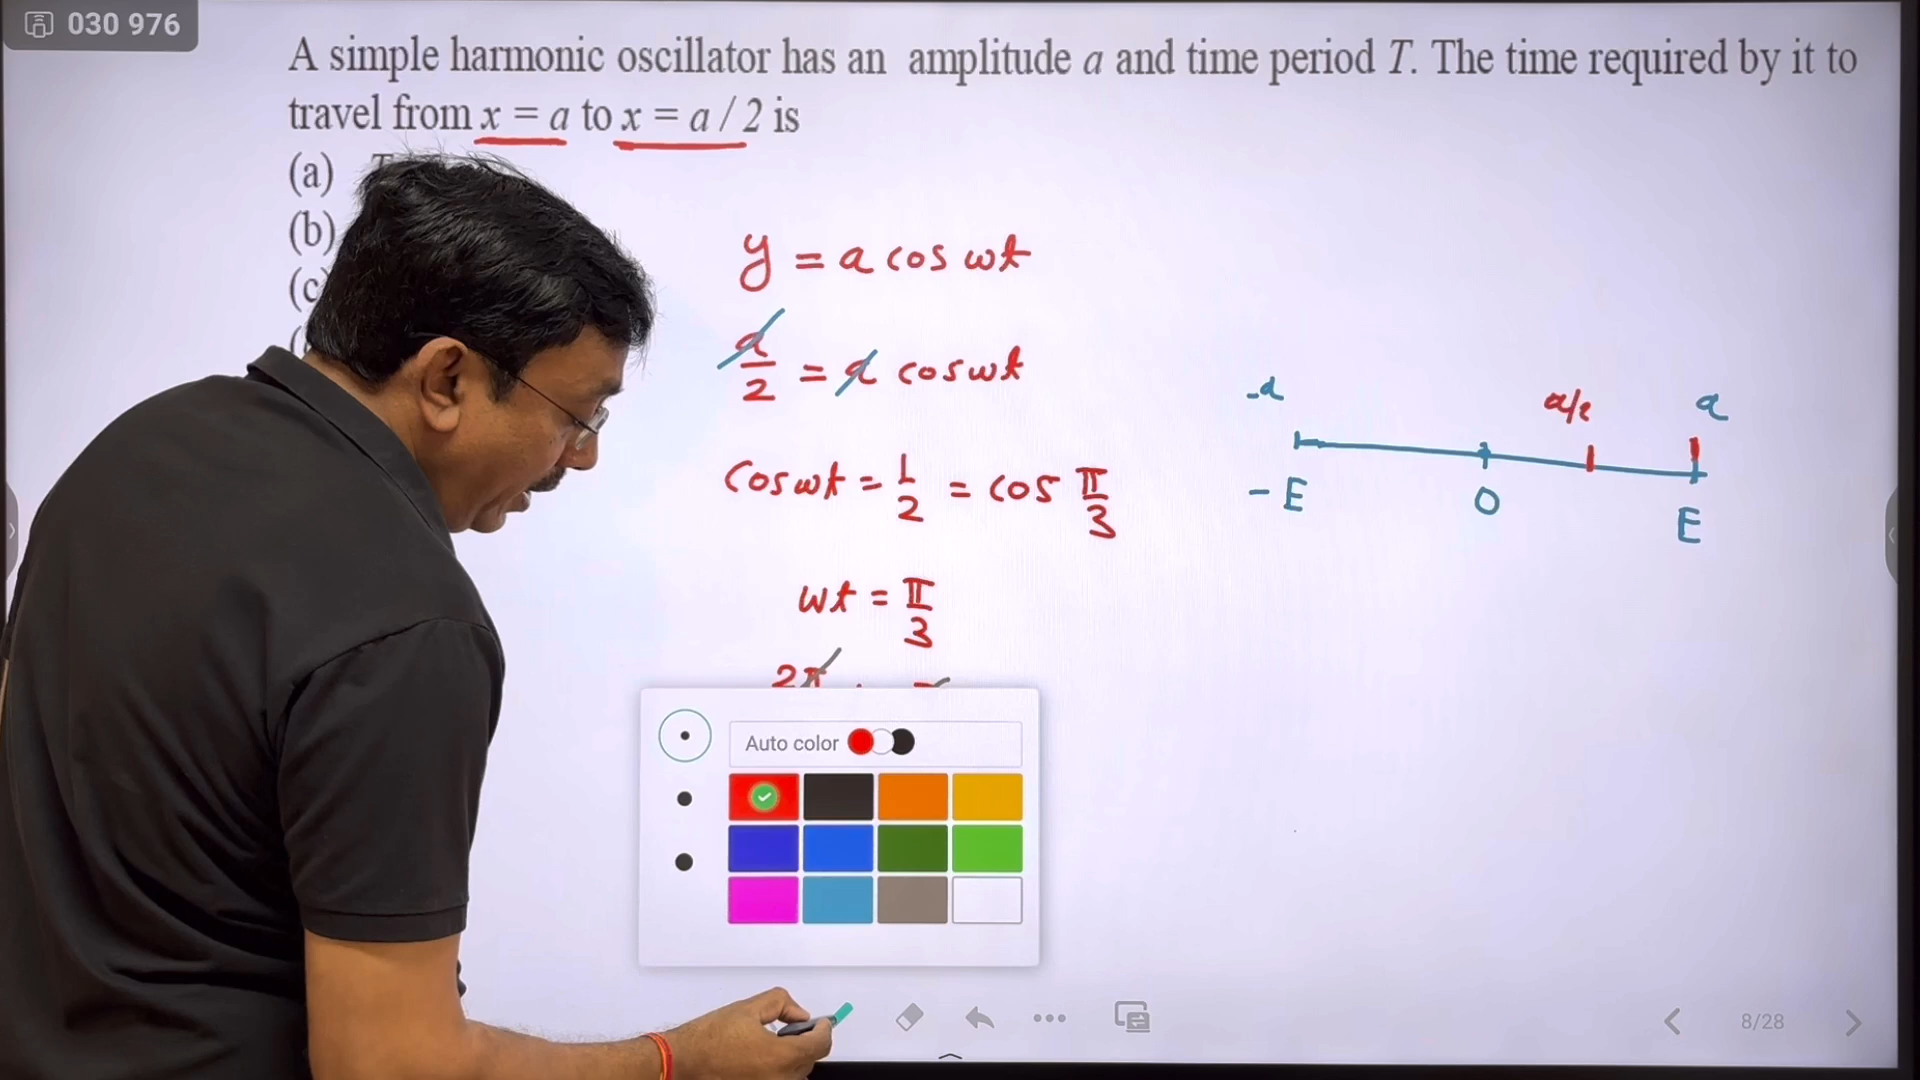 030 976
A simple harmonic oscillator has an amplitude a and time period T. The time required by it to
travel from x = a to x = a / 2 is
(a) T
(b)
(c
y = a cos ωt
a/2 = a cos ωt
cos ωt = 1/2 = cos π/3
ωt = π/3
2π
-a a/2 a
-E O E
Auto color
8/28